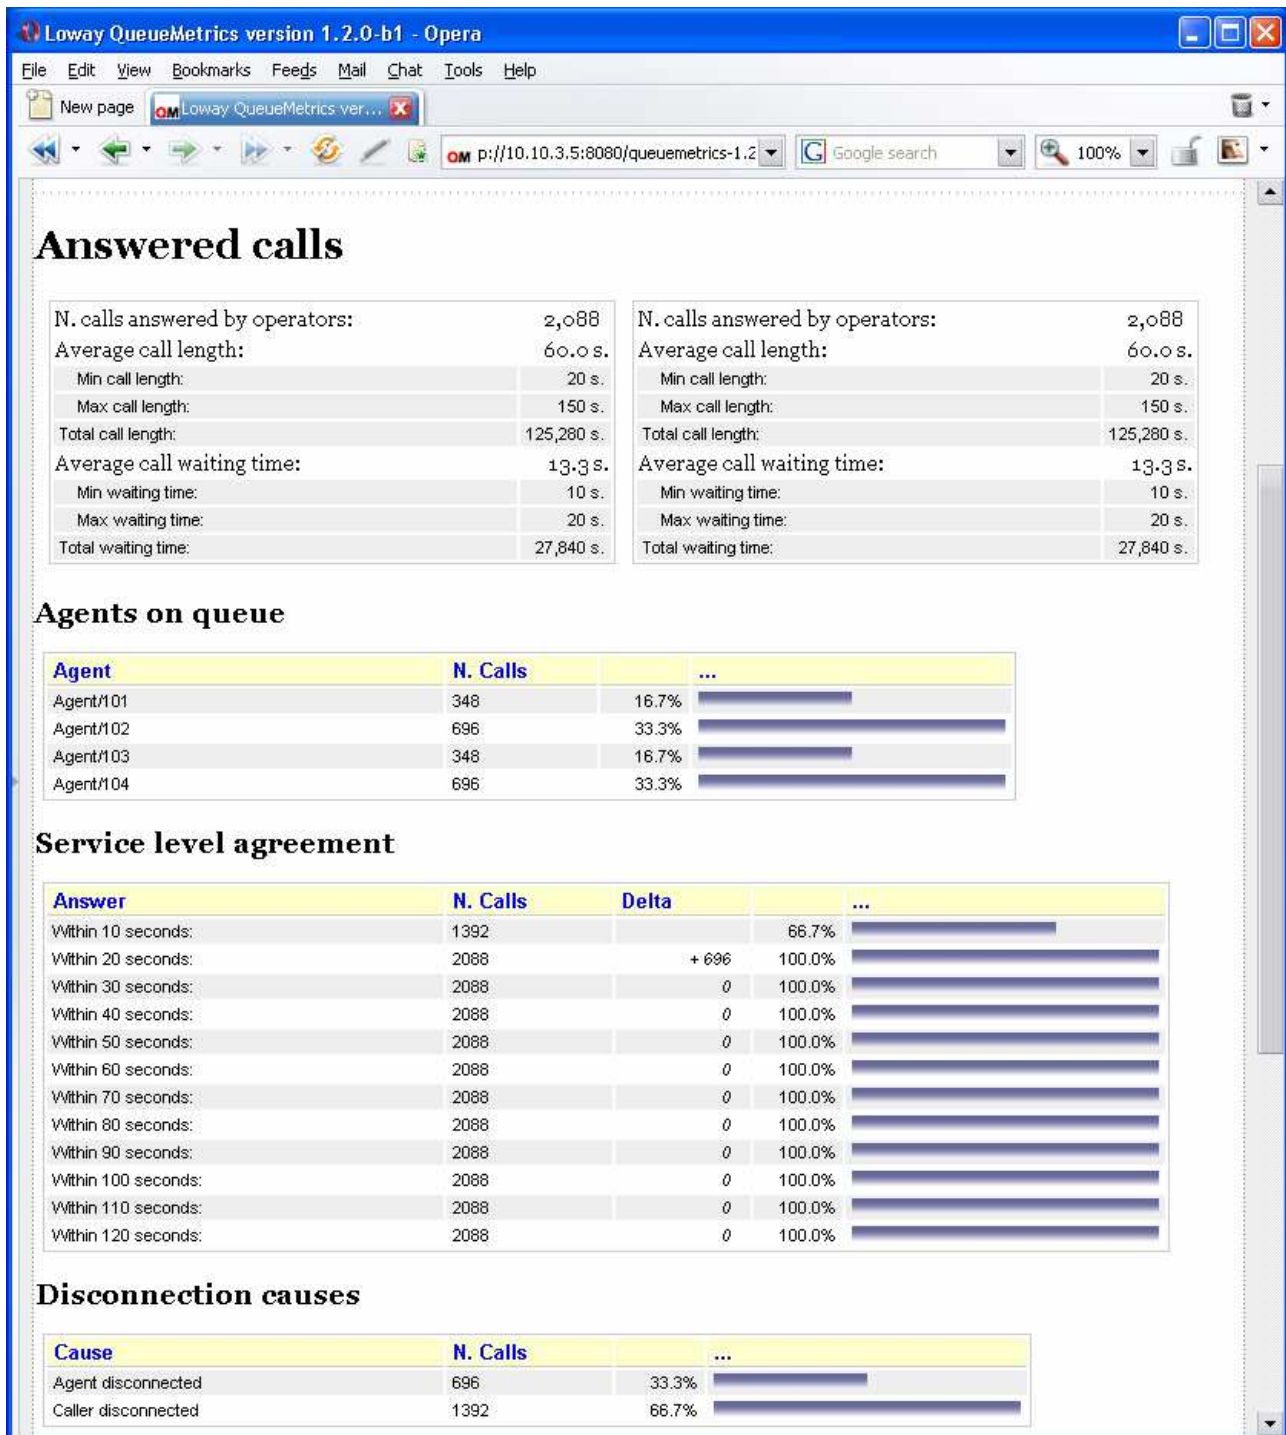 Loway QueueMetrics version 1.2.0-b1 - Opera
File Edit View Bookmarks Feeds Mail Chat Tools Help
New page OM Loway QueueMetrics ver...
OM p://10.10.3.5:8080/queuemetrics-1.2 G Google search 100%
Answered calls
N. calls answered by operators: 2,088 N. calls answered by operators: 2,088
Average call length: 60.0 s. Average call length: 60.0 s.
Min call length: 20 s. Min call length: 20 s.
Max call length: 150 s. Max call length: 150 s.
Total call length: 125,280 s. Total call length: 125,280 s.
Average call waiting time: 13.3 s. Average call waiting time: 13.3 s.
Min waiting time: 10 s. Min waiting time: 10 s.
Max waiting time: 20 s. Max waiting time: 20 s.
Total waiting time: 27,840 s. Total waiting time: 27,840 s.
Agents on queue
Agent N. Calls ...
Agent/101 348 16.7%
Agent/102 696 33.3%
Agent/103 348 16.7%
Agent/104 696 33.3%
Service level agreement
Answer N. Calls Delta ...
Within 10 seconds: 1392 66.7%
Within 20 seconds: 2088 + 696 100.0%
Within 30 seconds: 2088 0 100.0%
Within 40 seconds: 2088 0 100.0%
Within 50 seconds: 2088 0 100.0%
Within 60 seconds: 2088 0 100.0%
Within 70 seconds: 2088 0 100.0%
Within 80 seconds: 2088 0 100.0%
Within 90 seconds: 2088 0 100.0%
Within 100 seconds: 2088 0 100.0%
Within 110 seconds: 2088 0 100.0%
Within 120 seconds: 2088 0 100.0%
Disconnection causes
Cause N. Calls ...
Agent disconnected 696 33.3%
Caller disconnected 1392 66.7%